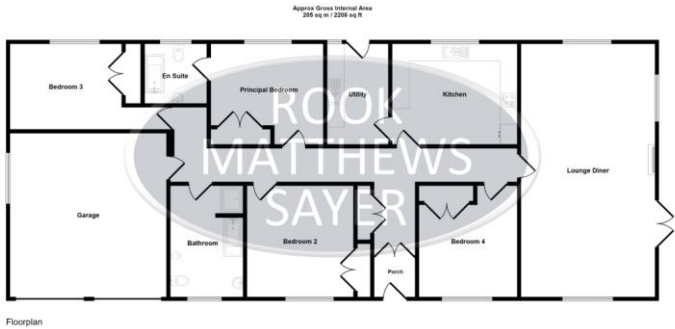 Approx Gross Internal Area
205 sq m / 2206 sq ft
Bedroom 3
En Suite
Principal Bedroom
Utility
Kitchen
ROOK
MATTHEWS
SAYER
Lounge Diner
Garage
Bathroom
Bedroom 2
Bedroom 4
Porch
Floorplan